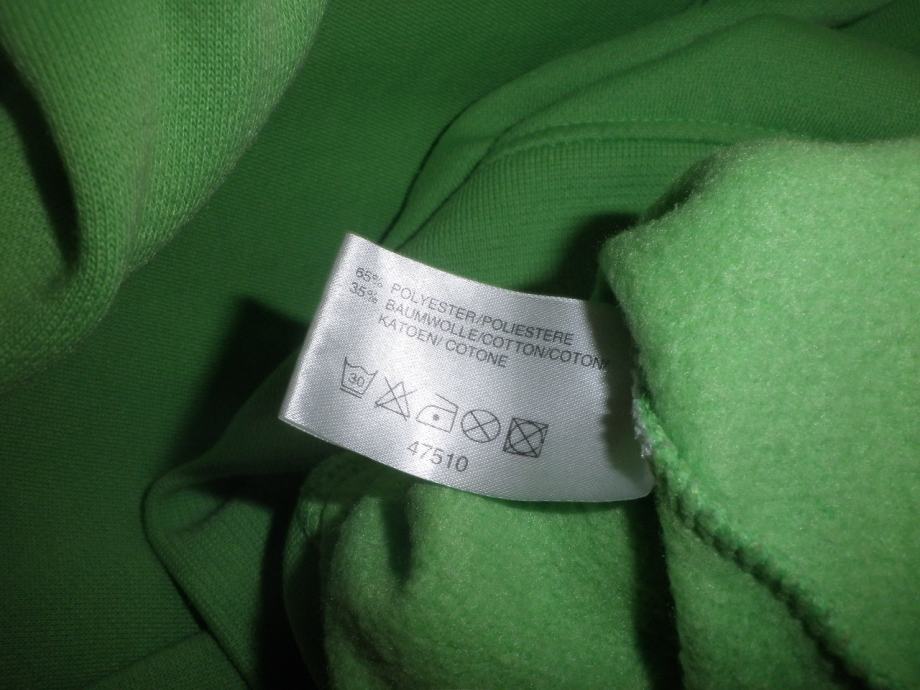 65% POLYESTER/POLIESTERE
35% BAUMWOLLE/COTTON/COTON/
KATOEN/ COTONE
30
47510